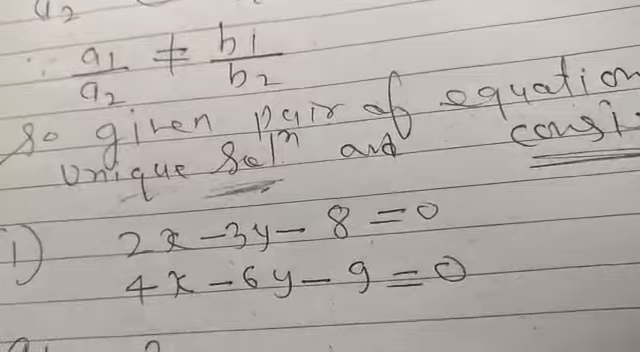 a2
∴ a1/a2 ≠ b1/b2
so given pair of equation
unique Solⁿ and
1) 2x - 3y - 8 = 0
4x - 6y - 9 = 0